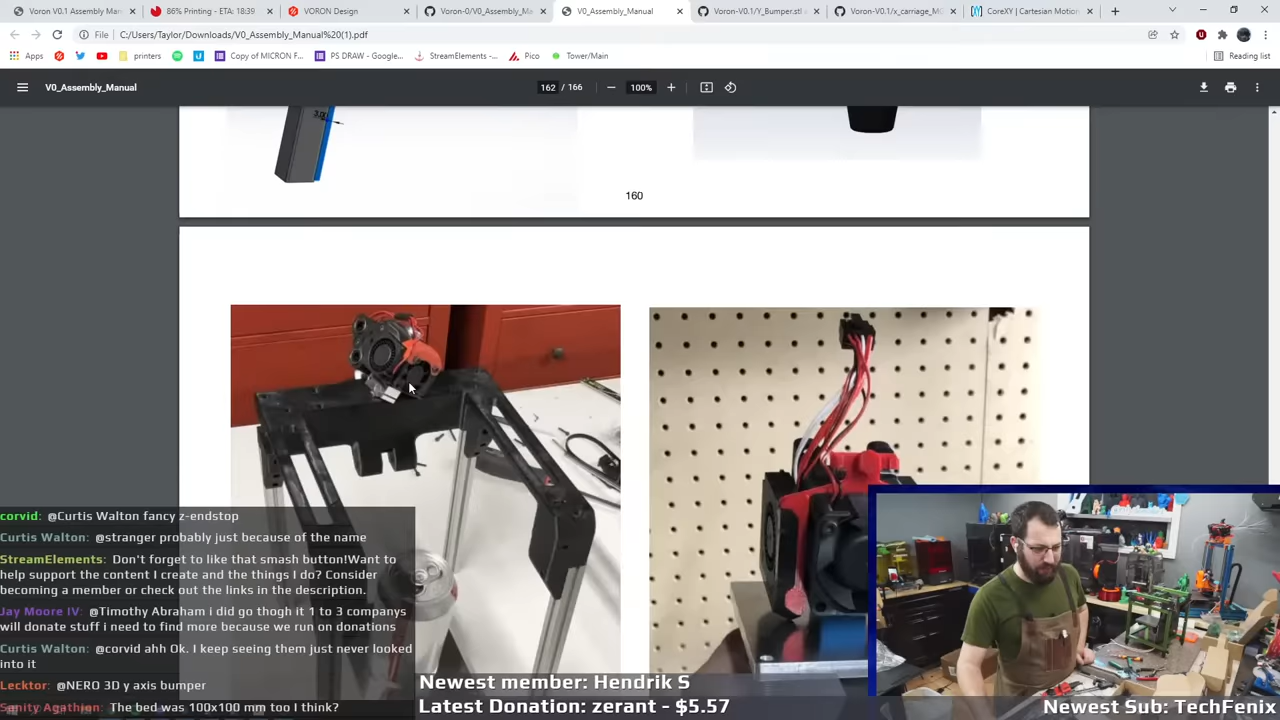 Voron V0.1 Assembly Man
86% Printing - ETA: 18:39
VORON Design
Voron-0/V0_Assembly_Ma
V0_Assembly_Manual
Voron-V0.1/Y_Bumper.stl a
Voron-V0.1/x_carriage_M
CoreXY | Cartesian Motion
File
C:/Users/Taylor/Downloads/V0_Assembly_Manual%20(1).pdf
Apps
printers
Copy of MICRON F...
PS DRAW - Google...
StreamElements -...
Pico
Tower/Main
Reading list
V0_Assembly_Manual
162 / 166
100%
160
corvid: @Curtis Walton fancy z-endstop
Curtis Walton: @stranger probably just because of the name
StreamElements: Don't forget to like that smash button!Want to
help support the content I create and the things I do? Consider
becoming a member or check out the links in the description.
Jay Moore IV: @Timothy Abraham i did go thogh it 1 to 3 companys
will donate stuff i need to find more because we run on donations
Curtis Walton: @corvid ahh Ok. I keep seeing them just never looked
into it
Lecktor: @NERO 3D y axis bumper
Senity Agathion: The bed was 100x100 mm too I think?
Newest member: Hendrik S
Latest Donation: zerant - $5.57
Newest Sub: TechFenix